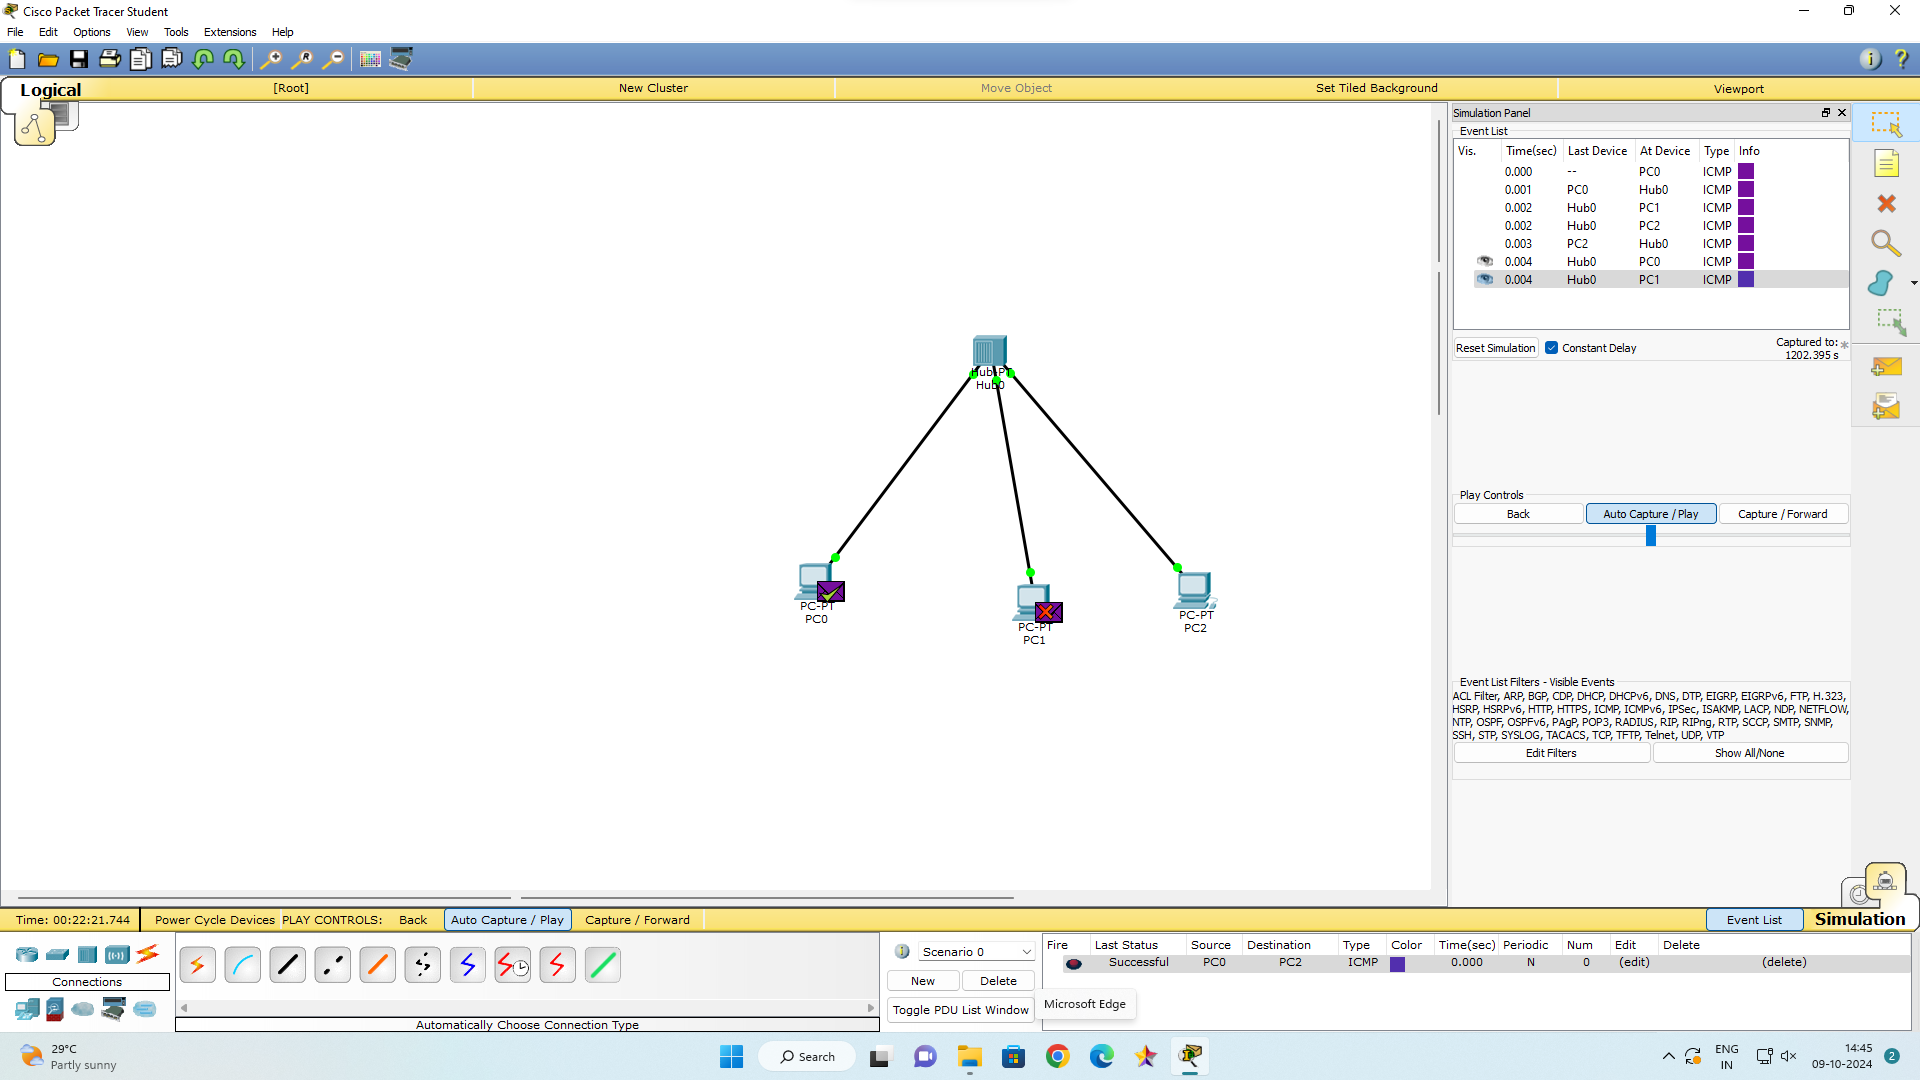 Cisco Packet Tracer Student
File Edit Options View Tools Extensions Help
Logical [Root] New Cluster Move Object Set Tiled Background Viewport
Simulation Panel
Event List
Vis. Time(sec) Last Device At Device Type Info
0.000 -- PC0 ICMP
0.001 PC0 Hub0 ICMP
0.002 Hub0 PC1 ICMP
0.002 Hub0 PC2 ICMP
0.003 PC2 Hub0 ICMP
0.004 Hub0 PC0 ICMP
0.004 Hub0 PC1 ICMP
Reset Simulation Constant Delay Captured to: *
1202.395 s
Hub-PT
Hub0
PC-PT
PC0
PC-PT
PC1
PC-PT
PC2
Play Controls
Back Auto Capture / Play Capture / Forward
Event List Filters - Visible Events
ACL Filter, ARP, BGP, CDP, DHCP, DHCPv6, DNS, DTP, EIGRP, EIGRPv6, FTP, H.323,
HSRP, HSRPv6, HTTP, HTTPS, ICMP, ICMPv6, IPSec, ISAKMP, LACP, NDP, NETFLOW,
NTP, OSPF, OSPFv6, PAgP, POP3, RADIUS, RIP, RIPng, RTP, SCCP, SMTP, SNMP,
SSH, STP, SYSLOG, TACACS, TCP, TFTP, Telnet, UDP, VTP
Edit Filters Show All/None
Time: 00:22:21.744 Power Cycle Devices PLAY CONTROLS: Back Auto Capture / Play Capture / Forward Event List Simulation
Connections
Automatically Choose Connection Type
Scenario 0
New Delete
Toggle PDU List Window
Fire Last Status Source Destination Type Color Time(sec) Periodic Num Edit Delete
Successful PC0 PC2 ICMP 0.000 N 0 (edit) (delete)
Microsoft Edge
29°C
Partly sunny
Search
ENG
IN
14:45
09-10-2024
2